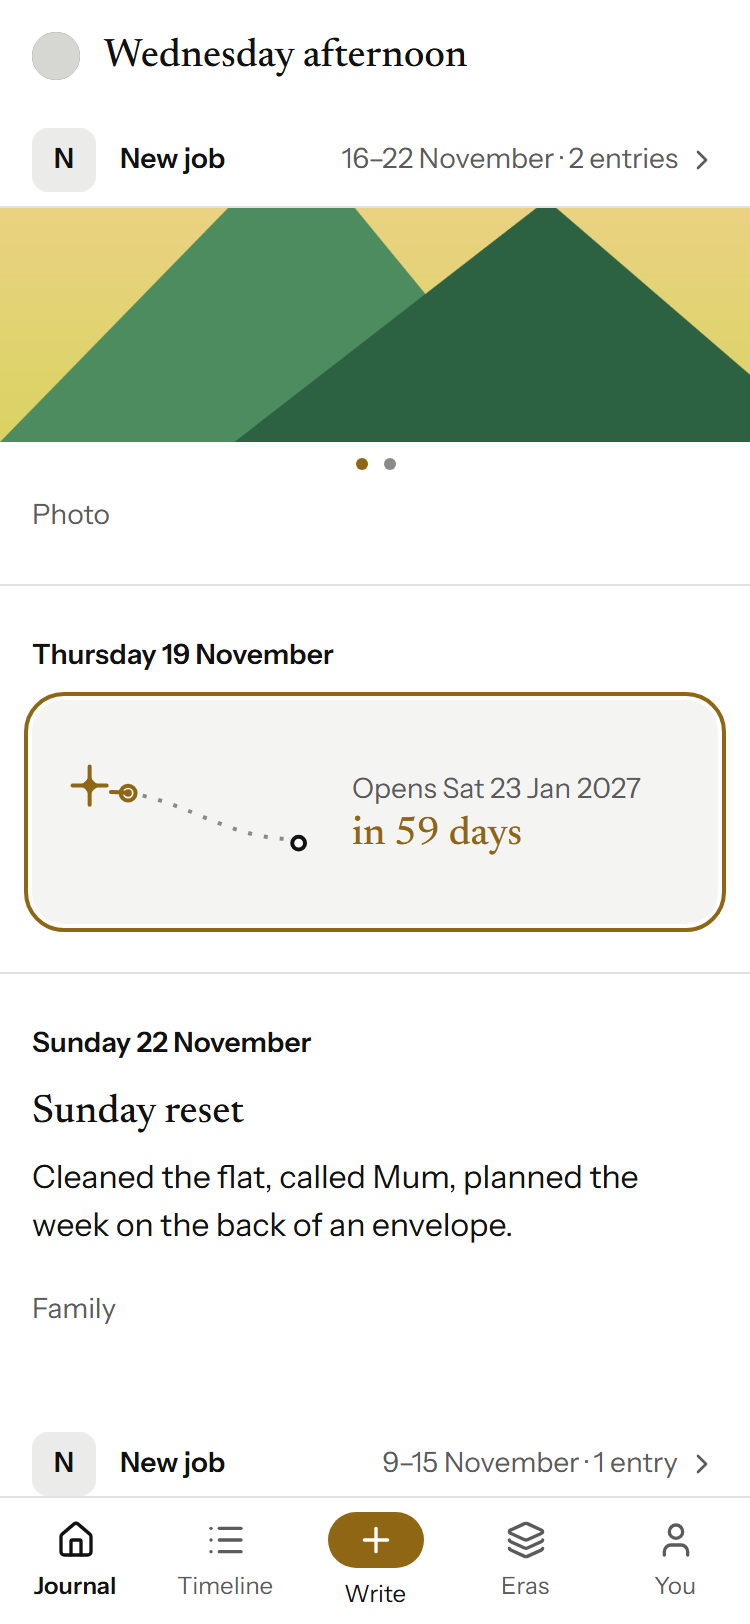 Wednesday afternoon
N New job 16–22 November · 2 entries
Photo
Thursday 19 November
Opens Sat 23 Jan 2027
in 59 days
Sunday 22 November
Sunday reset
Cleaned the flat, called Mum, planned the
week on the back of an envelope.
Family
N New job 9–15 November · 1 entry
Journal Timeline Write Eras You